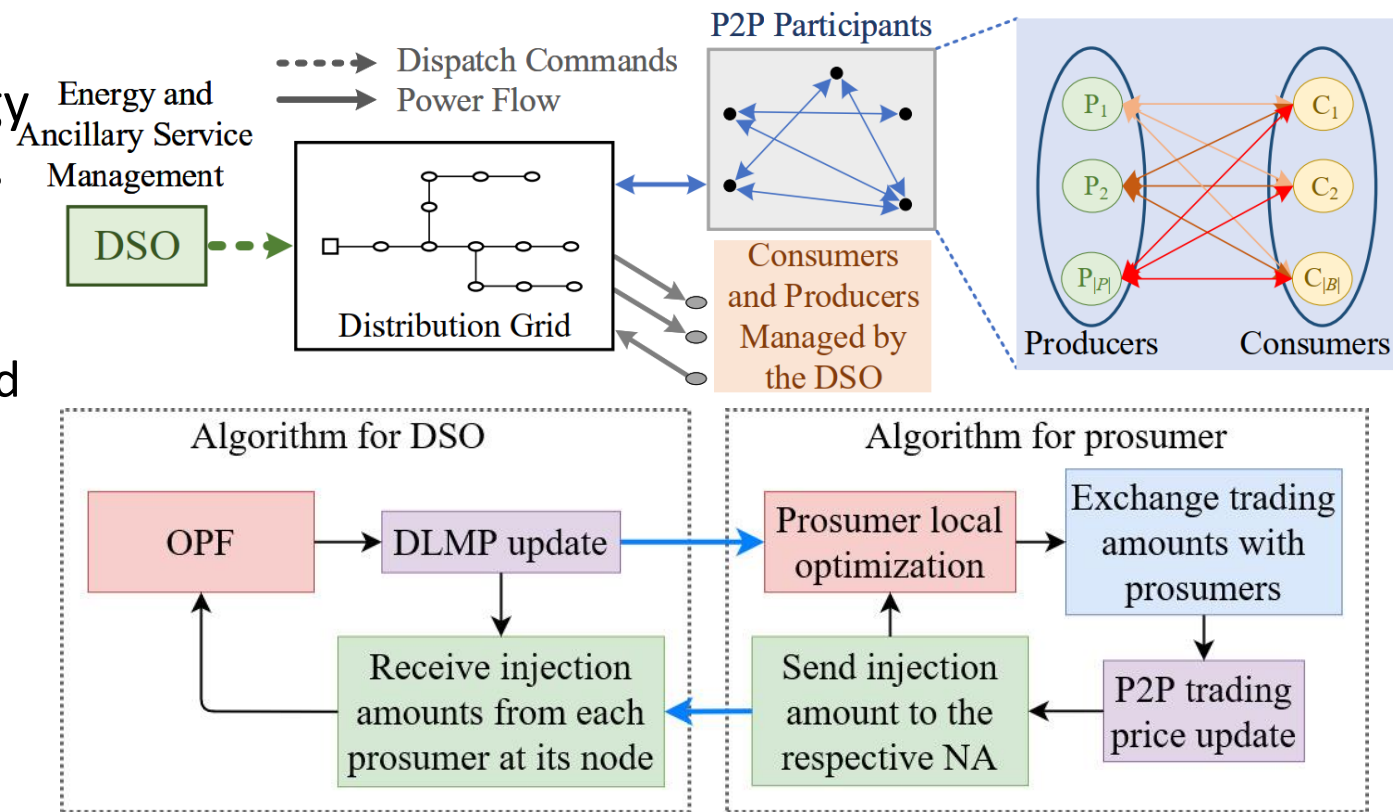 P2P Participants
Dispatch Commands
Power Flow
gy
Energy and
Ancillary Service
Management
DSO
Distribution Grid
Consumers
and Producers
Managed by
the DSO
P1
P2
P|P|
C1
C2
C|B|
Producers
Consumers
d
Algorithm for DSO
OPF
DLMP update
Receive injection
amounts from each
prosumer at its node
Algorithm for prosumer
Prosumer local
optimization
Exchange trading
amounts with
prosumers
Send injection
amount to the
respective NA
P2P trading
price update